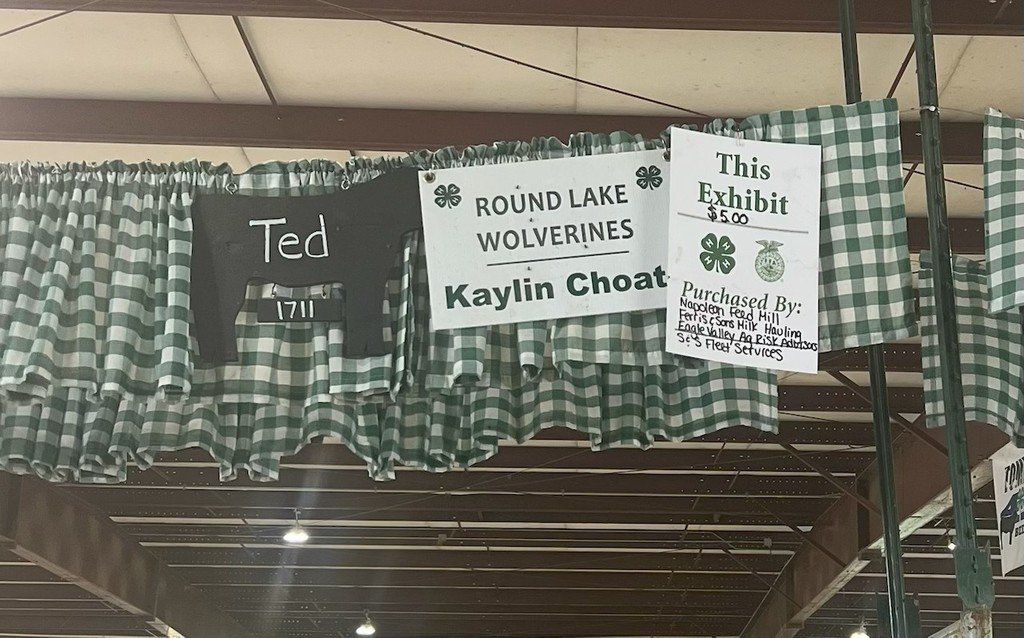 Ted
1711
ROUND LAKE
WOLVERINES
Kaylin Choat
This
Exhibit
$5.00
H H H H
Purchased By:
Napoleon Feed Mill
Ferris & Sons Milk Hauling
Eagle Valley Ag Risk Advisors
S & S Fleet Services